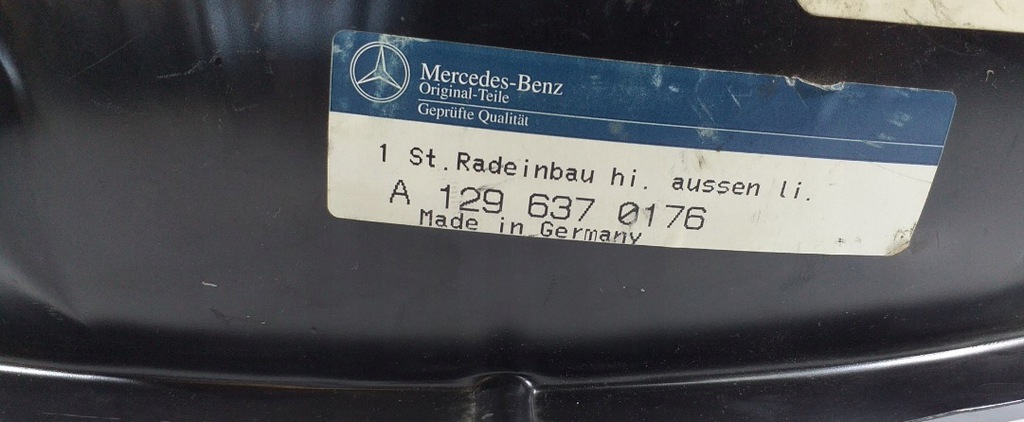 Mercedes-Benz
Original-Teile
Geprüfte Qualität
1 St.Radeinbau hi. aussen li.
A 129 637 0176
Made in Germany